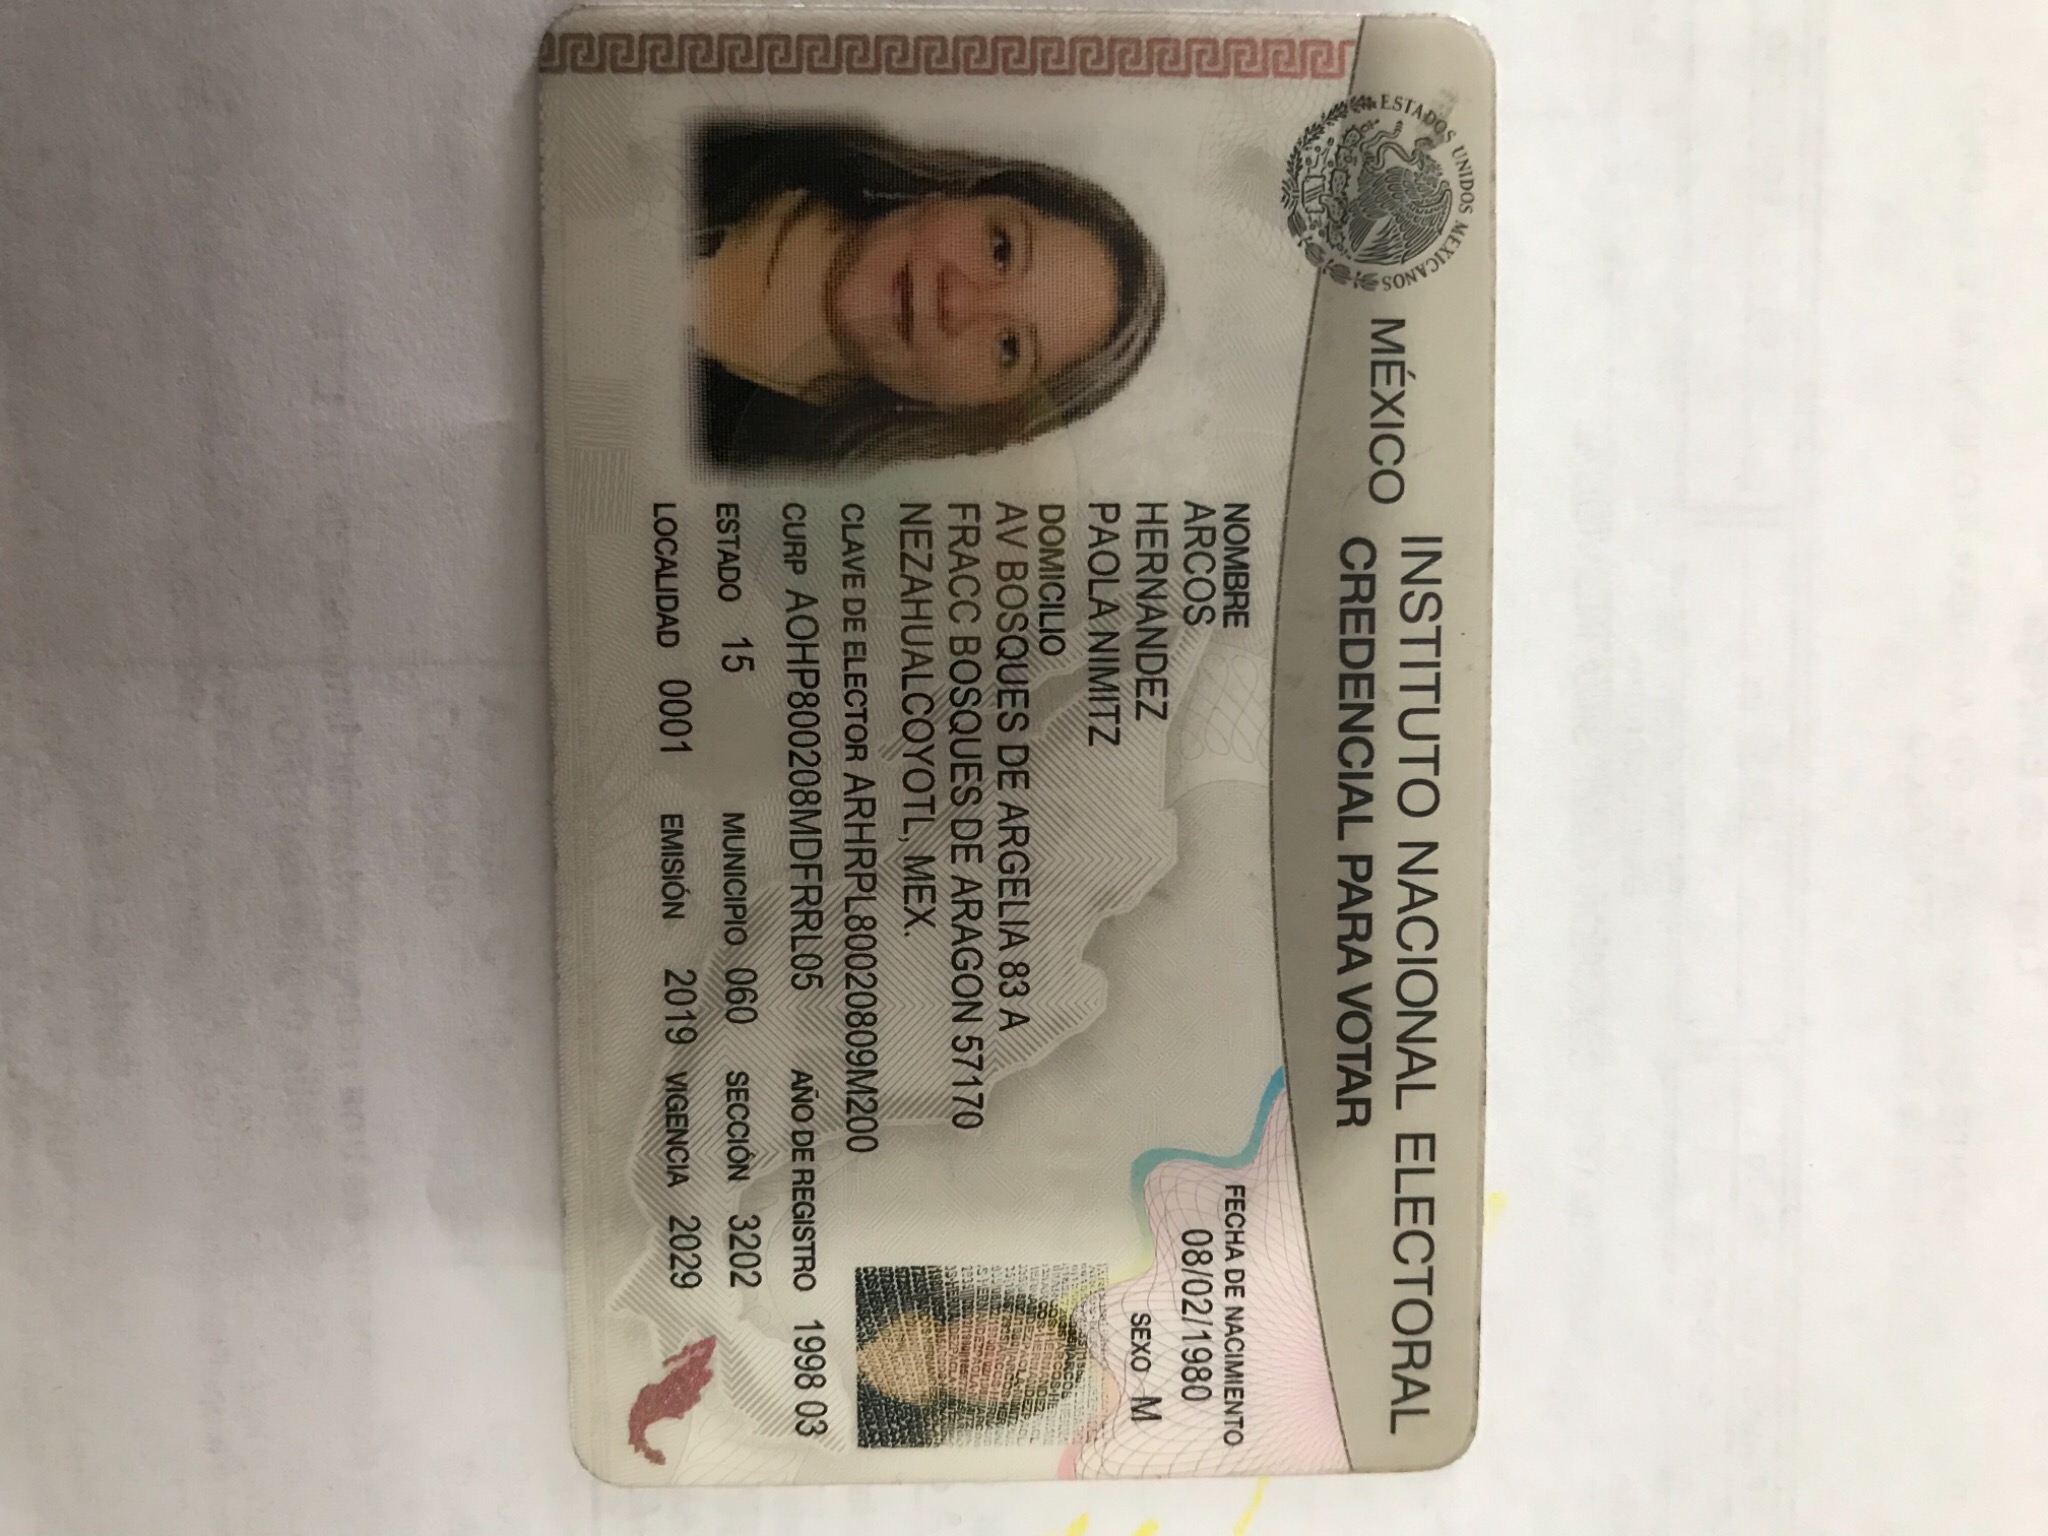 ESTADOS UNIDOS MEXICANOS
MÉXICO INSTITUTO NACIONAL ELECTORAL
CREDENCIAL PARA VOTAR
NOMBRE
ARCOS
HERNANDEZ
PAOLA NIMITZ
FECHA DE NACIMIENTO
08/02/1980
SEXO M
DOMICILIO
AV BOSQUES DE ARGELIA 83 A
FRACC BOSQUES DE ARAGON 57170
NEZAHUALCOYOTL, MEX.
CLAVE DE ELECTOR ARHRPL80020809M200
CURP AOHP800208MDFRRL05 AÑO DE REGISTRO 1998 03
ESTADO 15 MUNICIPIO 060 SECCIÓN 3202
LOCALIDAD 0001 EMISIÓN 2019 VIGENCIA 2029